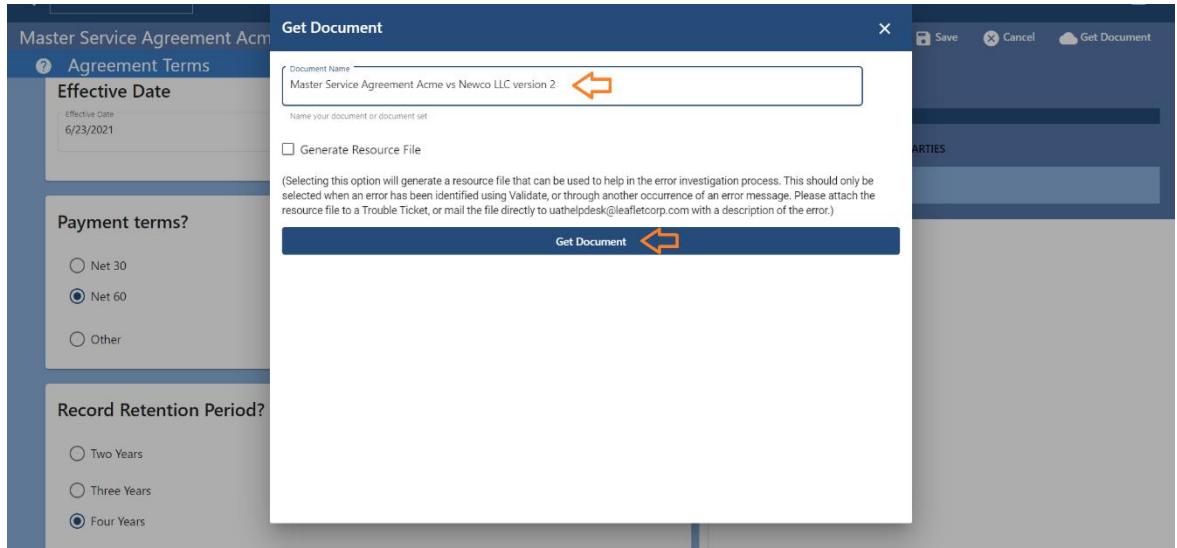 Master Service Agreement Acm
Save
Cancel
Get Document
Agreement Terms
Effective Date
Effective Date
6/23/2021
Payment terms?
Net 30
Net 60
Other
Record Retention Period?
Two Years
Three Years
Four Years
Get Document
Document Name
Master Service Agreement Acme vs Newco LLC version 2
Name your document or document set
Generate Resource File
(Selecting this option will generate a resource file that can be used to help in the error investigation process. This should only be
selected when an error has been identified using Validate, or through another occurrence of an error message. Please attach the
resource file to a Trouble Ticket, or mail the file directly to uathelpdesk@leafletcorp.com with a description of the error.)
Get Document
ARTIES